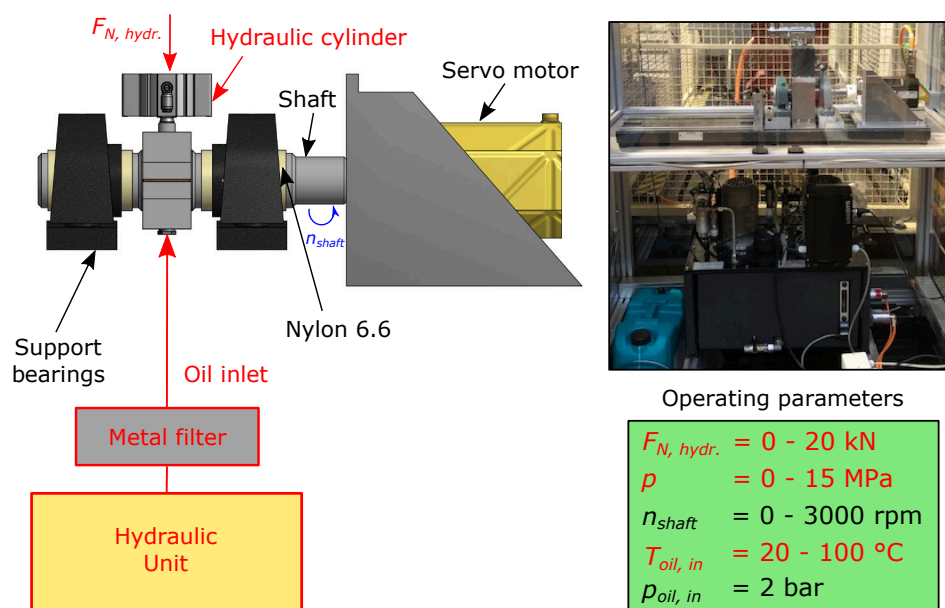 F_N, hydr.
Hydraulic cylinder
Servo motor
Shaft
n_shaft
Nylon 6.6
Support
bearings
Oil inlet
Metal filter
Hydraulic
Unit
Operating parameters
F_N, hydr. = 0 - 20 kN
p = 0 - 15 MPa
n_shaft = 0 - 3000 rpm
T_oil, in = 20 - 100 °C
p_oil, in = 2 bar